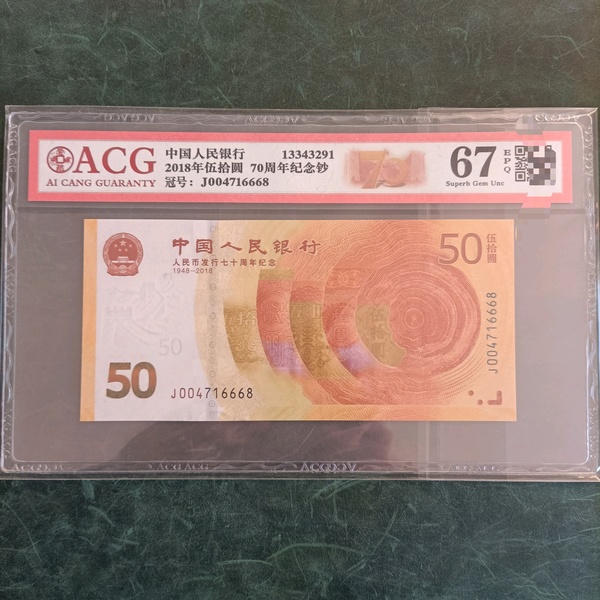 ACG
AI CANG GUARANTY
中国人民银行 13343291
2018年伍拾圆 70周年纪念钞
冠号：J004716668
70
67
EPQ
Superb Gem Unc
中国人民银行
人民币发行七十周年纪念
1948-2018
50
伍拾圆
J004716668
50
50
J004716668